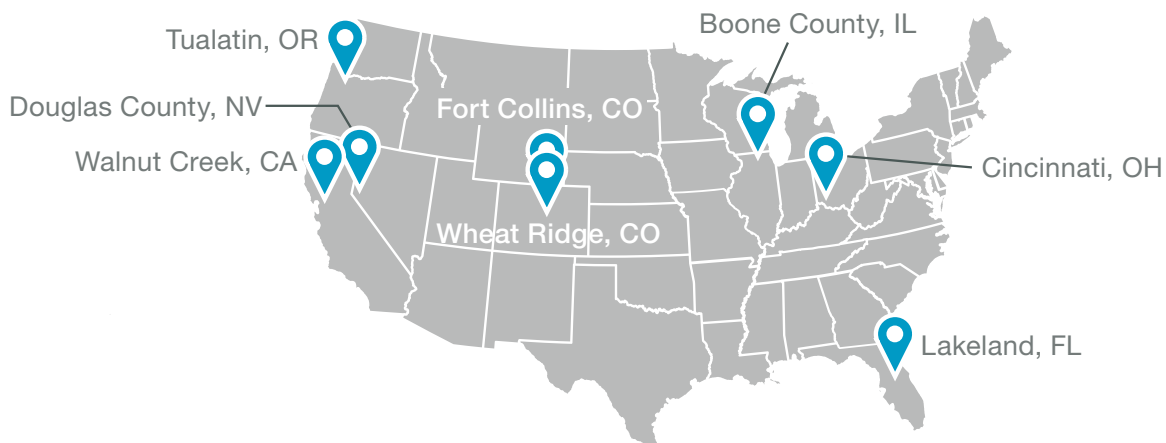 Boone County, IL
Tualatin, OR
Douglas County, NV
Fort Collins, CO
Walnut Creek, CA
Cincinnati, OH
Wheat Ridge, CO
Lakeland, FL